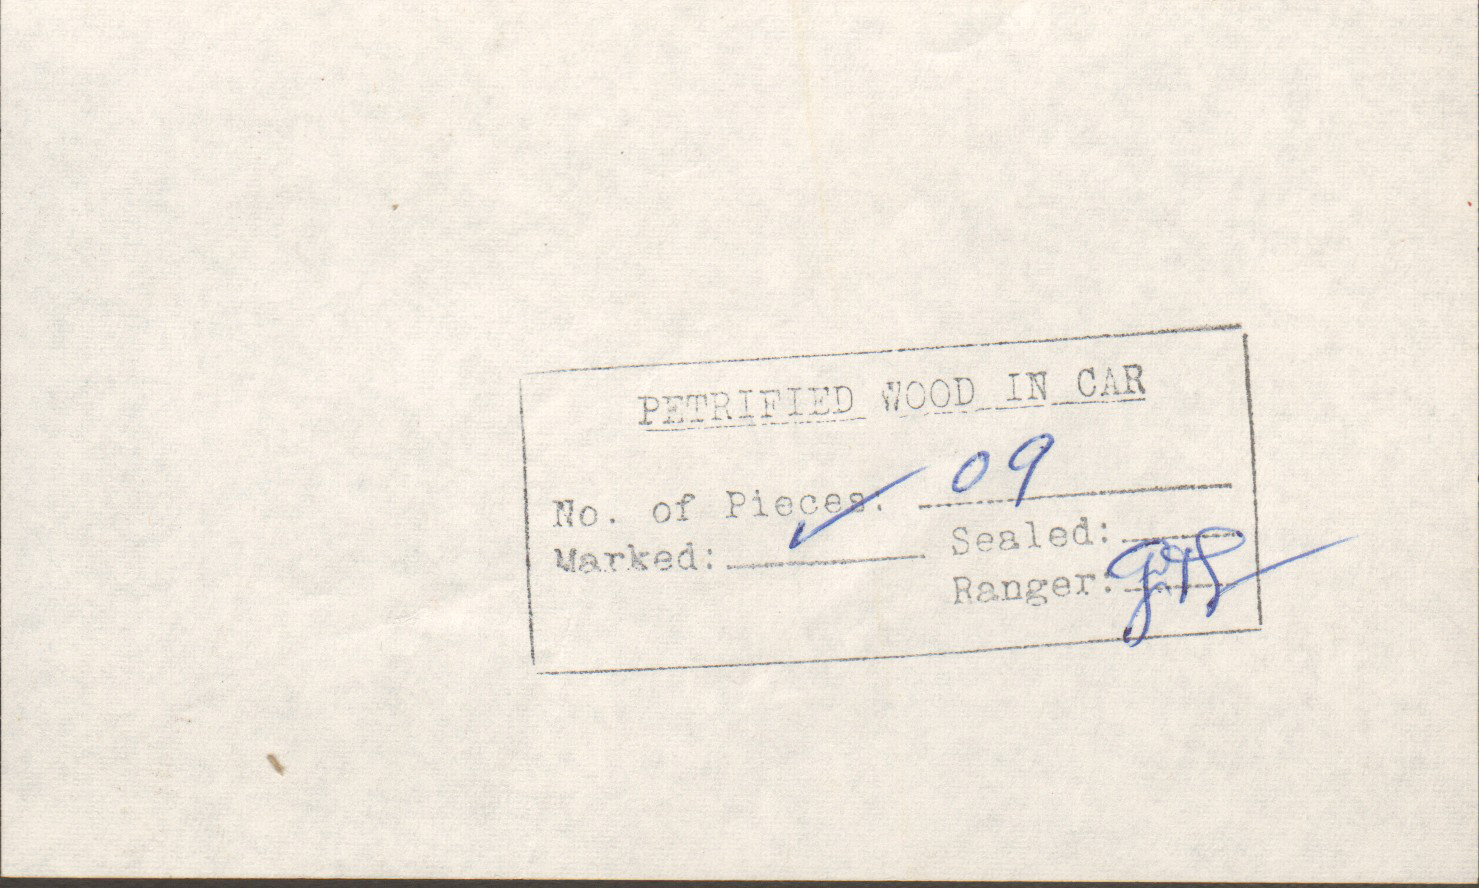 PETRIFIED WOOD IN CAR
No. of Pieces: 09
Marked: ✓ Sealed:
Ranger: